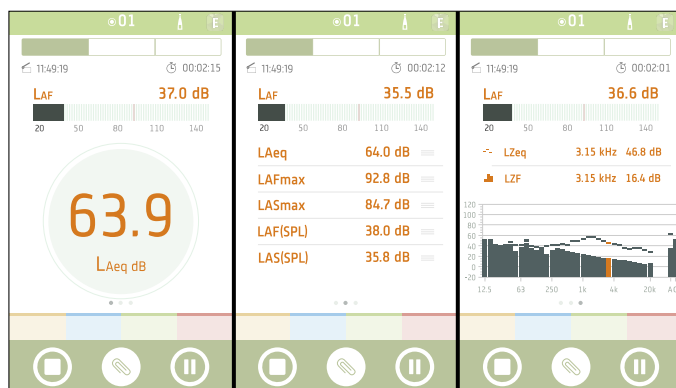 01
E
11:49:19
00:02:15
LAF
37.0 dB
20 50 80 110 140
63.9
LAeq dB
01
E
11:49:19
00:02:12
LAF
35.5 dB
20 50 80 110 140
LAeq 64.0 dB
LAFmax 92.8 dB
LASmax 84.7 dB
LAF(SPL) 38.0 dB
LAS(SPL) 35.8 dB
01
E
11:49:19
00:02:01
LAF
36.6 dB
20 50 80 110 140
LZeq 3.15 kHz 46.8 dB
LZF 3.15 kHz 16.4 dB
120
100
80
60
40
20
0
-20
12.5 63 250 1k 4k 20k A